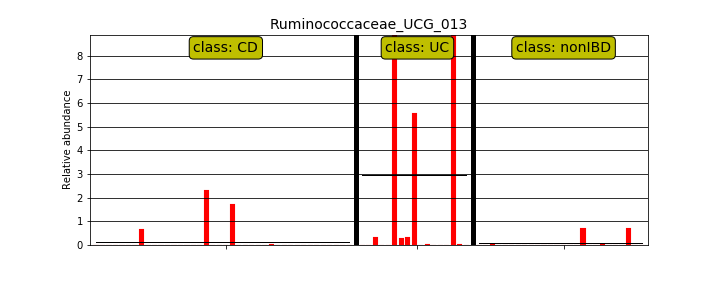 Ruminococcaceae_UCG_013
class: CD
class: UC
class: nonIBD
Relative abundance
8
7
6
5
4
3
2
1
0